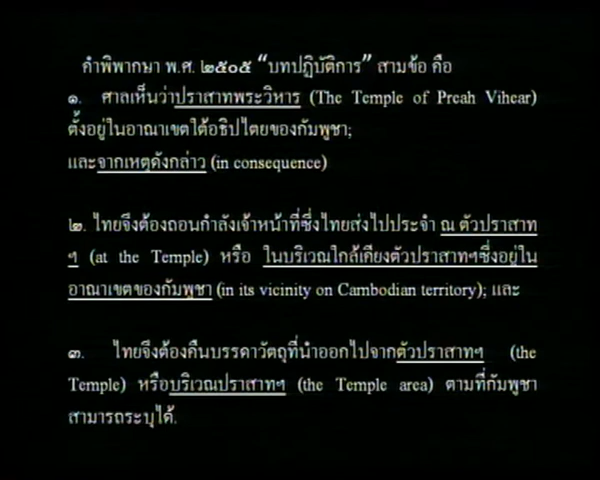 คำพิพากษา พ.ศ. ๒๕๐๕ “บทปฏิบัติการ” สามข้อ คือ
๑. ศาลเห็นว่าปราสาทพระวิหาร (The Temple of Preah Vihear)
ตั้งอยู่ในอาณาเขตใต้อธิปไตยของกัมพูชา;
และจากเหตุดังกล่าว (in consequence)
๒. ไทยจึงต้องถอนกำลังเจ้าหน้าที่ซึ่งไทยส่งไปประจำ ณ ตัวปราสาท
ฯ (at the Temple) หรือ ในบริเวณใกล้เคียงตัวปราสาทฯซึ่งอยู่ใน
อาณาเขตของกัมพูชา (in its vicinity on Cambodian territory); และ
๓. ไทยจึงต้องคืนบรรดาวัตถุที่นำออกไปจากตัวปราสาทฯ (the
Temple) หรือบริเวณปราสาทฯ (the Temple area) ตามที่กัมพูชา
สามารถระบุได้.